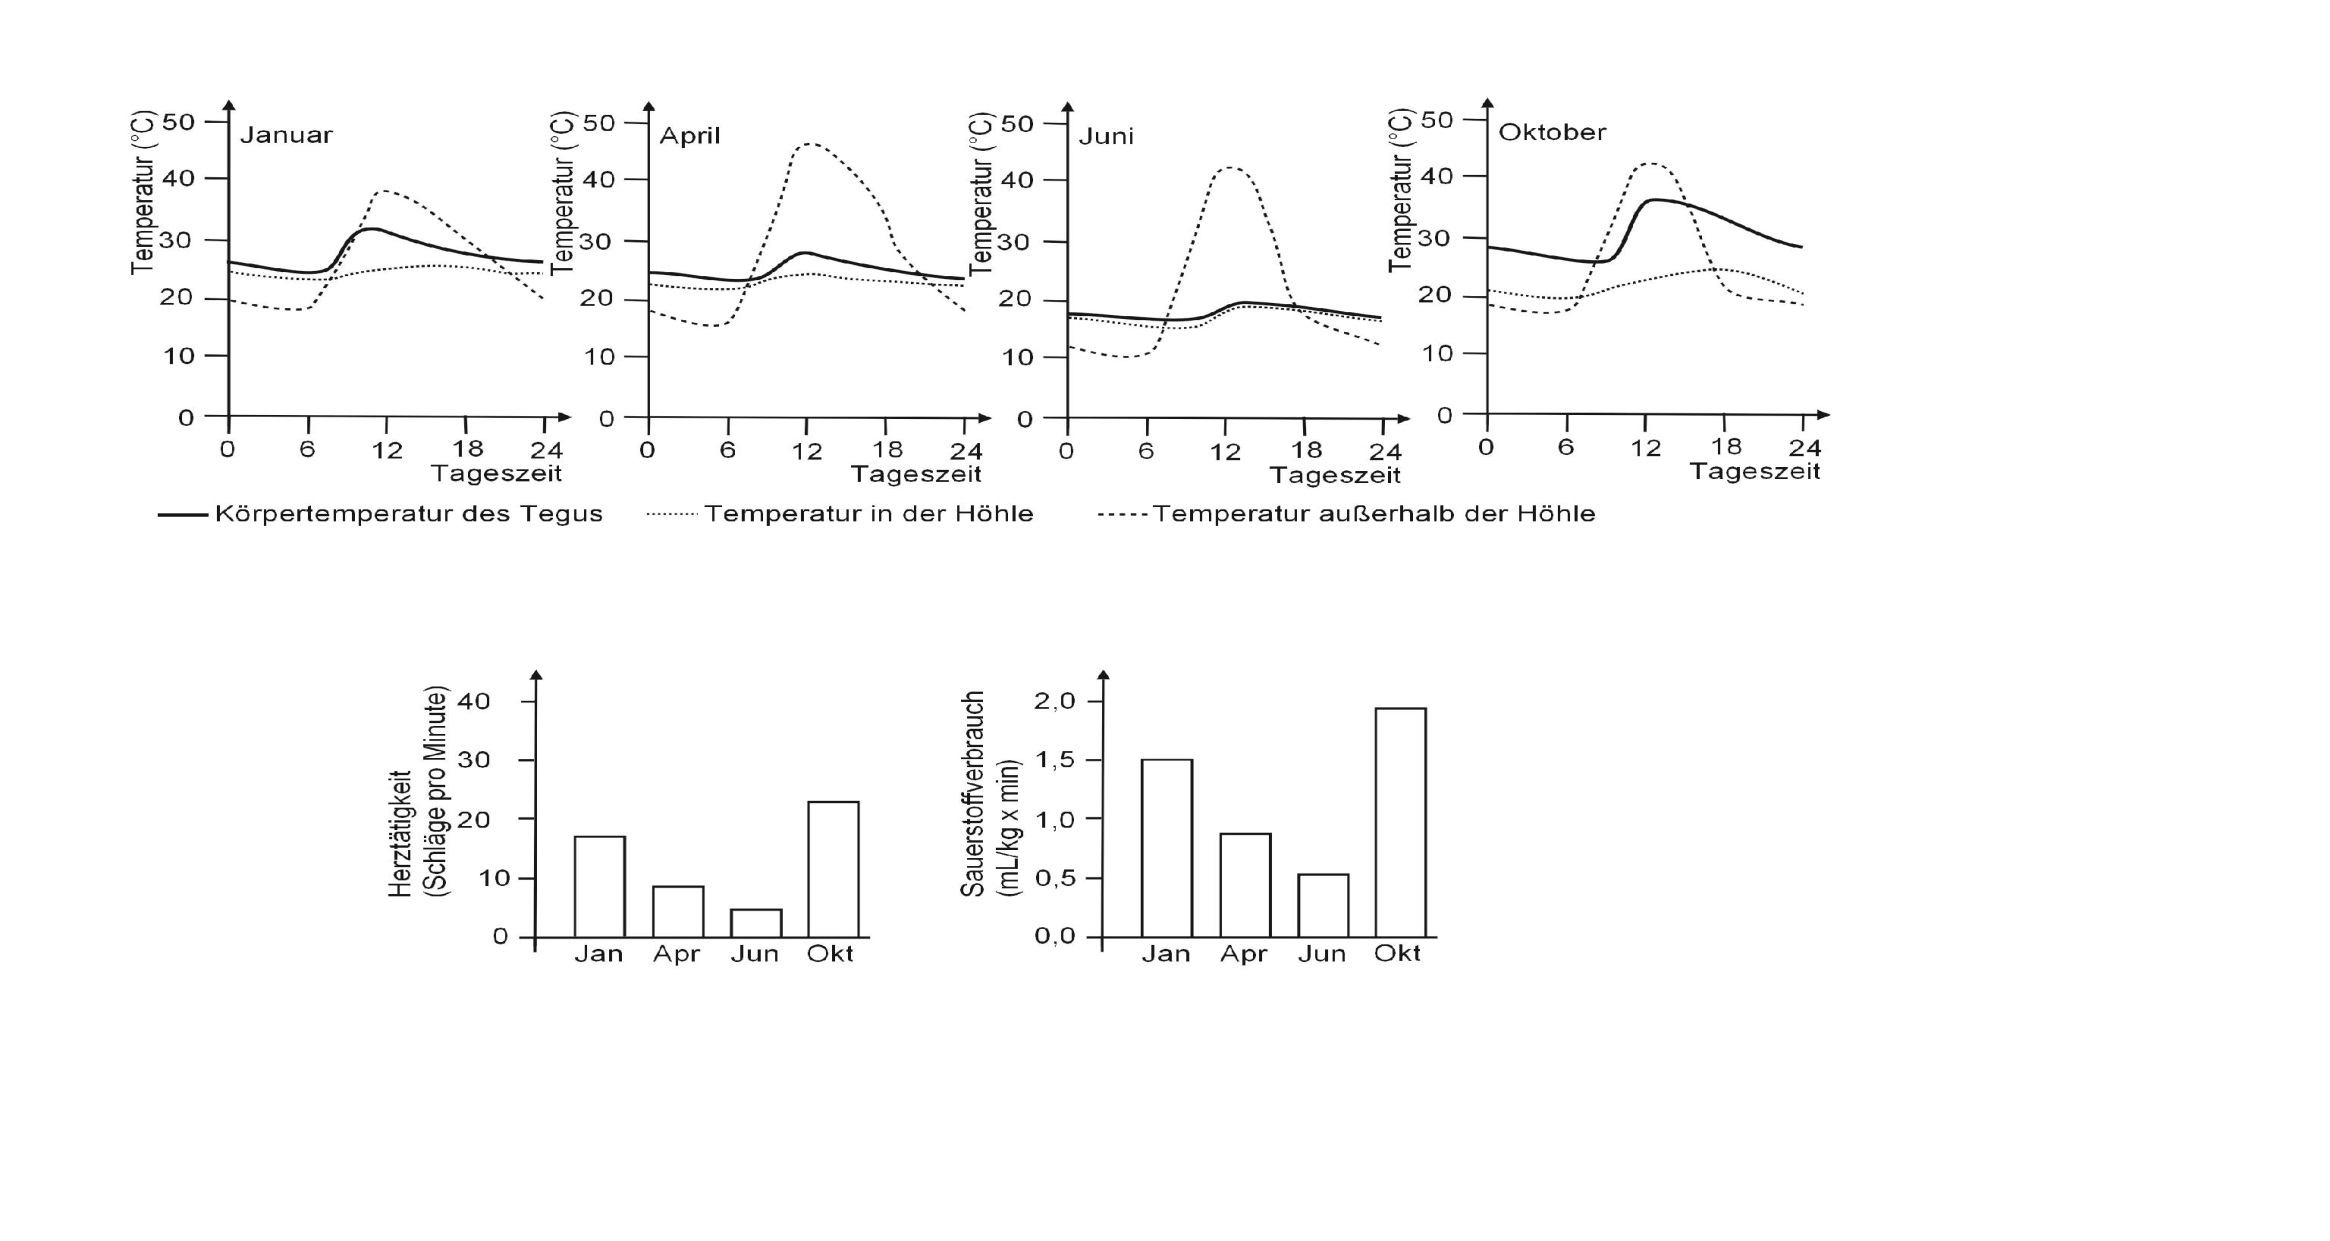 Temperatur (°C)
50
40
30
20
10
0
Januar
0 6 12 18 24
Tageszeit
Temperatur (°C)
50
40
30
20
10
0
April
0 6 12 18 24
Tageszeit
Temperatur (°C)
50
40
30
20
10
0
Juni
0 6 12 18 24
Tageszeit
Temperatur (°C)
50
40
30
20
10
0
Oktober
0 6 12 18 24
Tageszeit
Körpertemperatur des Tegus
Temperatur in der Höhle
Temperatur außerhalb der Höhle
Herztätigkeit
(Schläge pro Minute)
40
30
20
10
0
Jan Apr Jun Okt
Sauerstoffverbrauch
(mL/kg x min)
2,0
1,5
1,0
0,5
0,0
Jan Apr Jun Okt